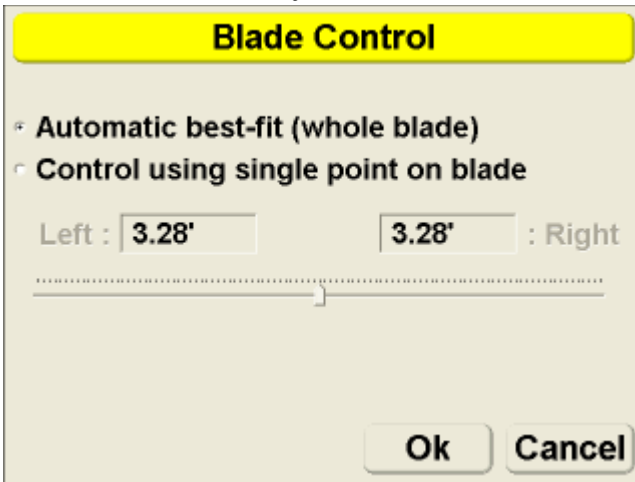 Blade Control
Automatic best-fit (whole blade)
Control using single point on blade
Left : 3.28' 3.28' : Right
Ok Cancel